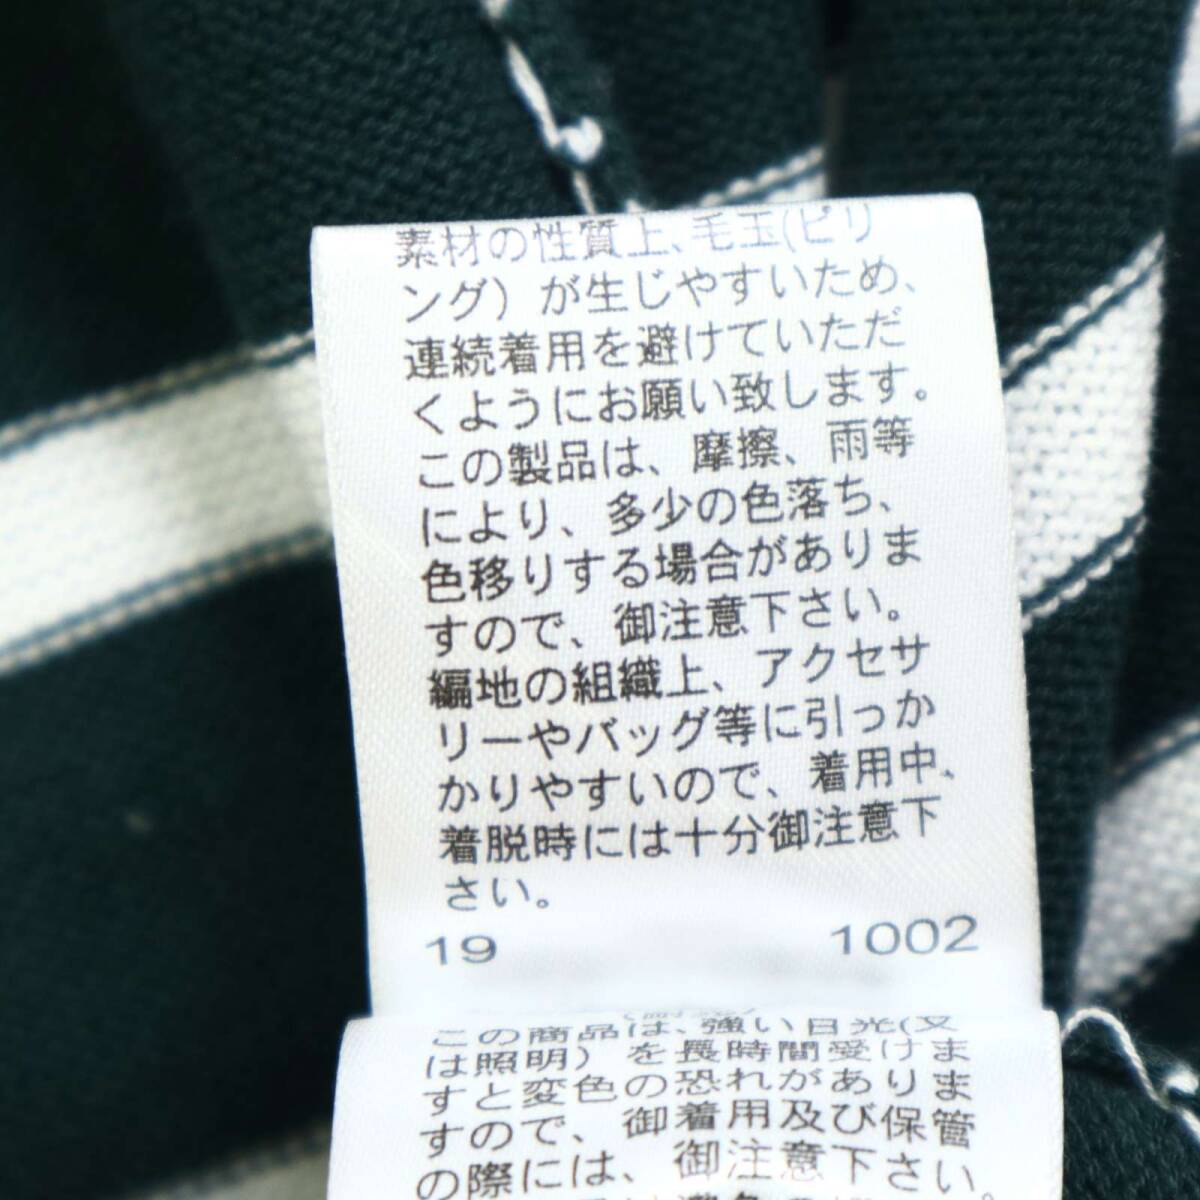 素材の性質上、毛玉(ピリ
ング）が生じやすいため、
連続着用を避けていただ
くようにお願い致します。
この製品は、摩擦、雨等
により、多少の色落ち、
色移りする場合がありま
すので、御注意下さい。
編地の組織上、アクセサ
リーやバッグ等に引っか
かりやすいので、着用中、
着脱時には十分御注意下
さい。
19 1002
この商品は、強い日光(又
は照明）を長時間受けま
すと変色の恐れがありま
すので、御着用及び保管
の際には、御注意下さい。